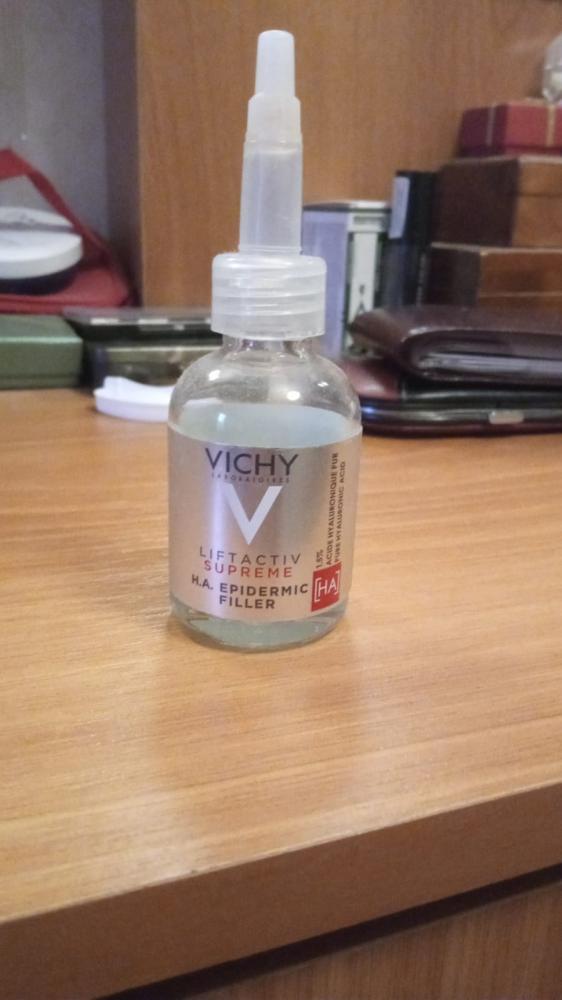 VICHY
LABORATOIRES
LIFTACTIV
SUPREME
H.A. EPIDERMIC
FILLER
1.5%
ACIDE HYALURONIQUE PUR
PURE HYALURONIC ACID
[HA]